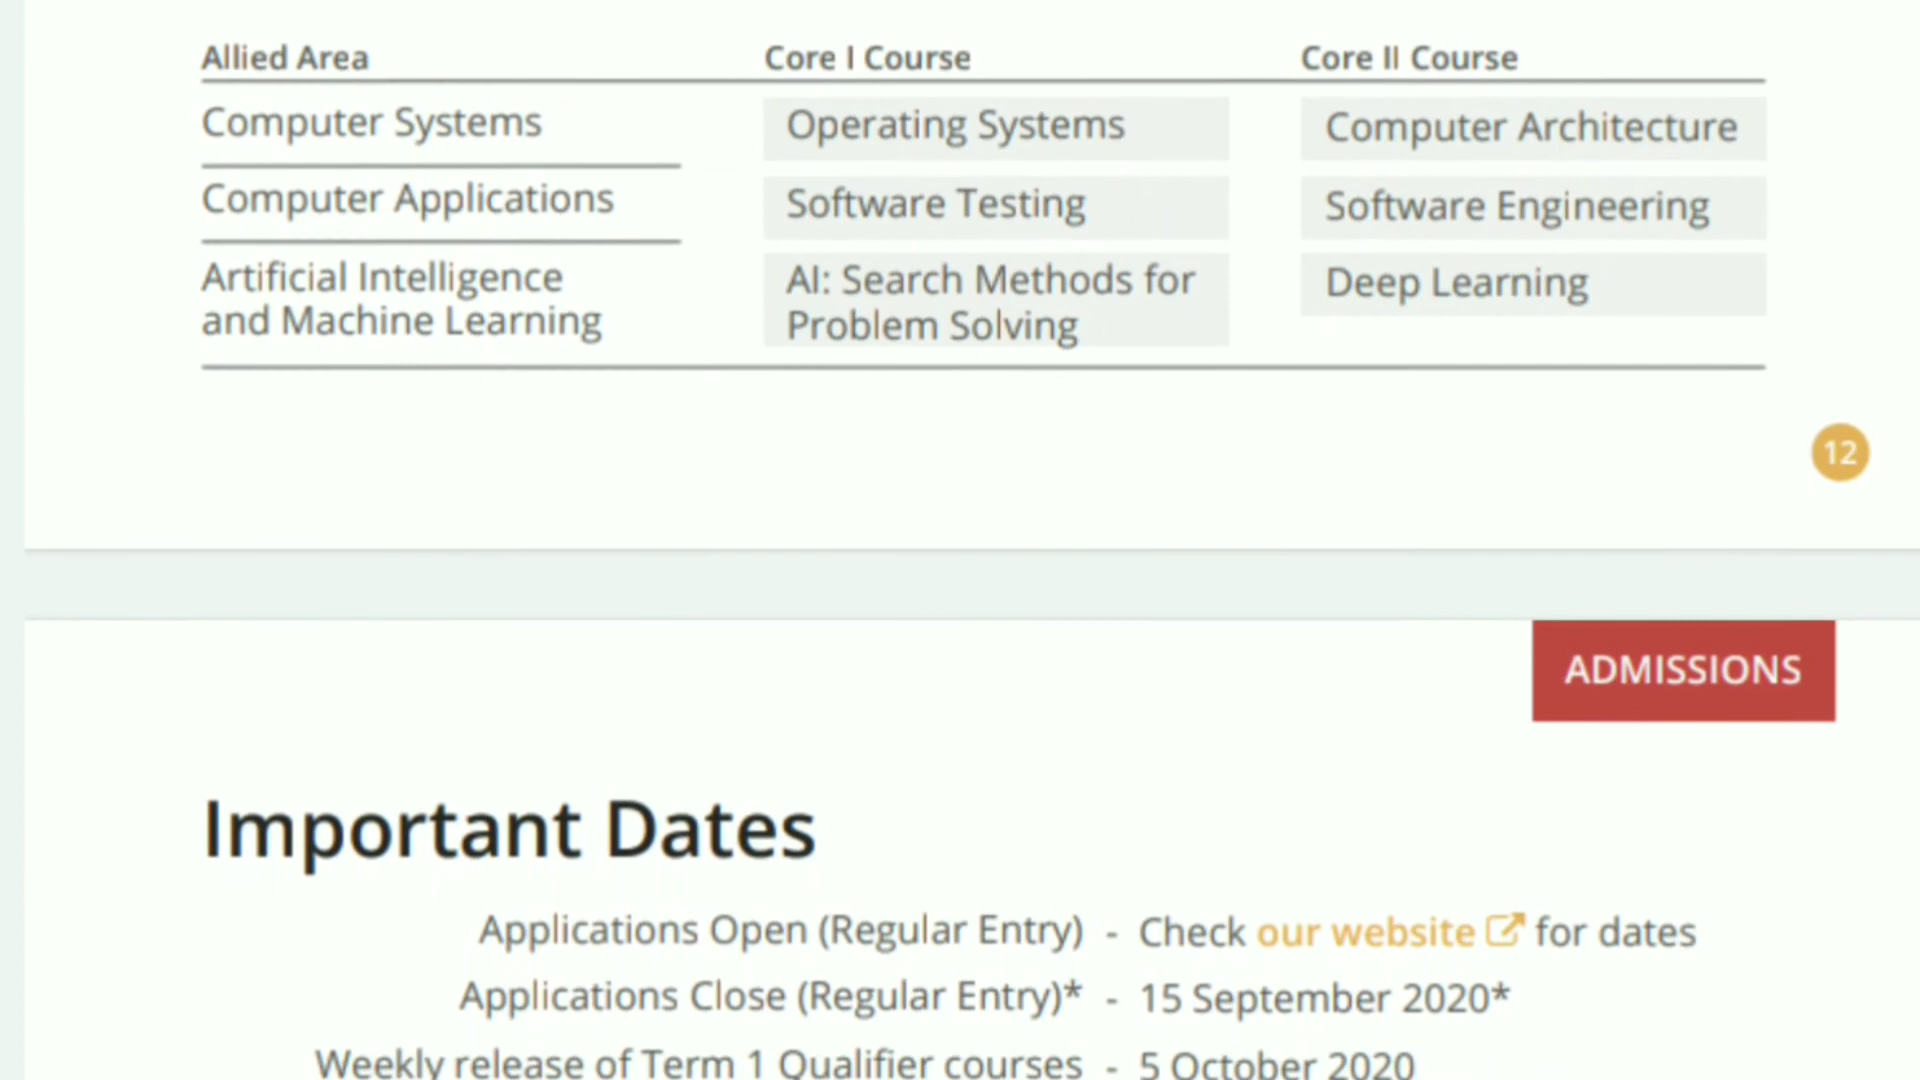 Allied Area Core I Course Core II Course
Computer Systems Operating Systems Computer Architecture
Computer Applications Software Testing Software Engineering
Artificial Intelligence AI: Search Methods for Deep Learning
and Machine Learning Problem Solving
12
ADMISSIONS
Important Dates
Applications Open (Regular Entry) - Check our website for dates
Applications Close (Regular Entry)* - 15 September 2020*
Weekly release of Term 1 Qualifier courses - 5 October 2020